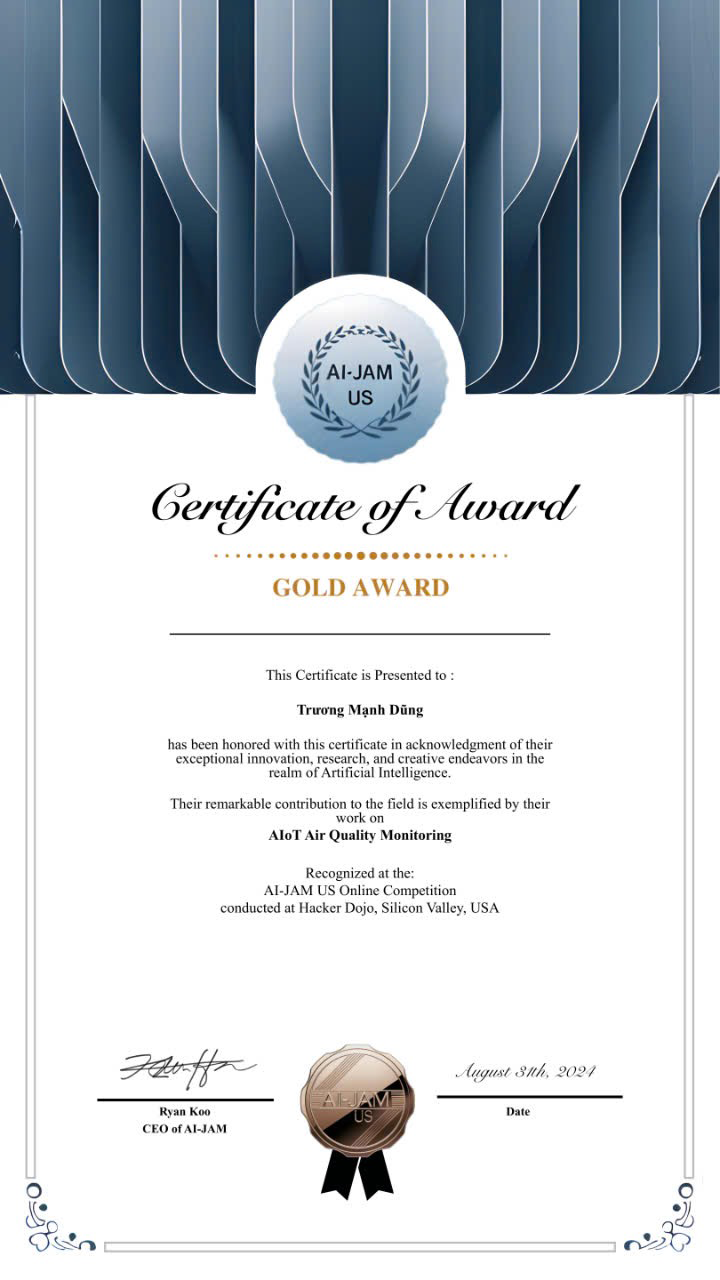 AI-JAM
US
Certificate of Award
GOLD AWARD
This Certificate is Presented to :
Trương Mạnh Dũng
has been honored with this certificate in acknowledgment of their
exceptional innovation, research, and creative endeavors in the
realm of Artificial Intelligence.
Their remarkable contribution to the field is exemplified by their
work on
AIoT Air Quality Monitoring
Recognized at the:
AI-JAM US Online Competition
conducted at Hacker Dojo, Silicon Valley, USA
August 31th, 2024
Ryan Koo
CEO of AI-JAM
AI-JAM
US
Date